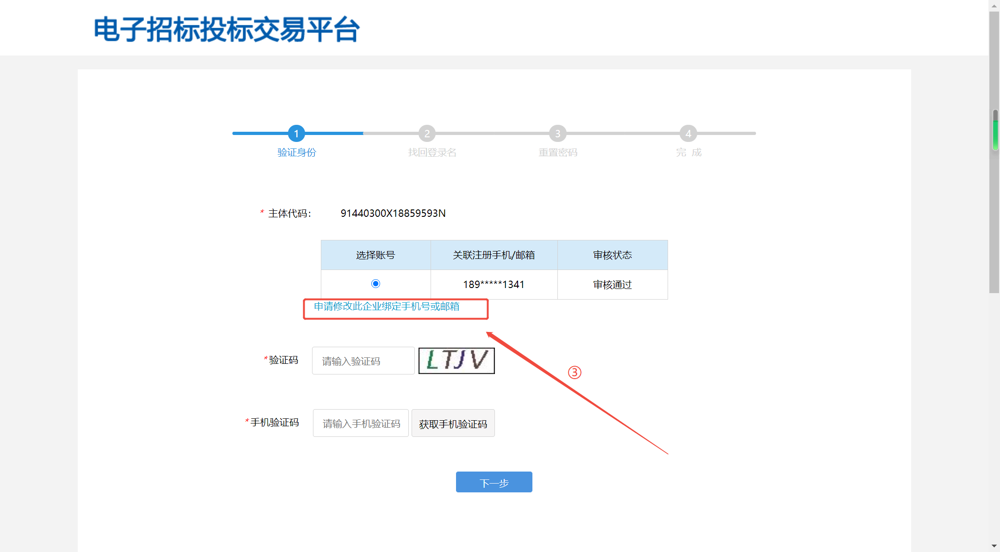 电子招标投标交易平台
1 2 3 4
验证身份 找回登录名 重置密码 完 成
* 主体代码： 91440300X18859593N
选择账号 关联注册手机/邮箱 审核状态
189*****1341 审核通过
申请修改此企业绑定手机号或邮箱
*验证码 请输入验证码 LTJV
③
*手机验证码 请输入手机验证码 获取手机验证码
下一步